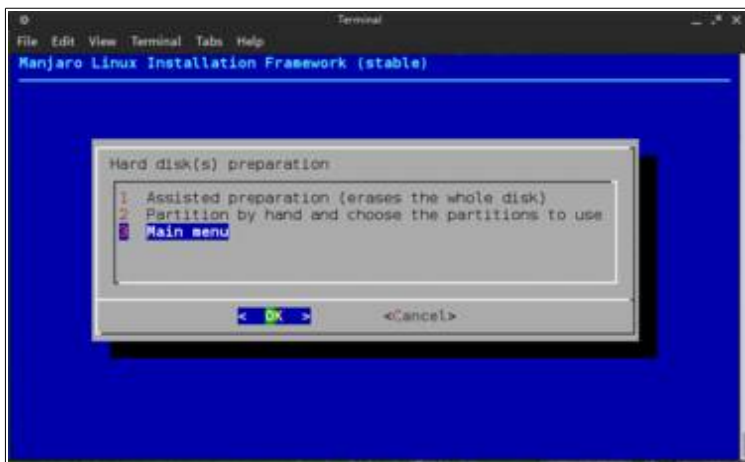 Terminal
File Edit View Terminal Tabs Help
Manjaro Linux Installation Framework (stable)
Hard disk(s) preparation
1 Assisted preparation (erases the whole disk)
2 Partition by hand and choose the partitions to use
3 Main menu
< OK > <Cancel>